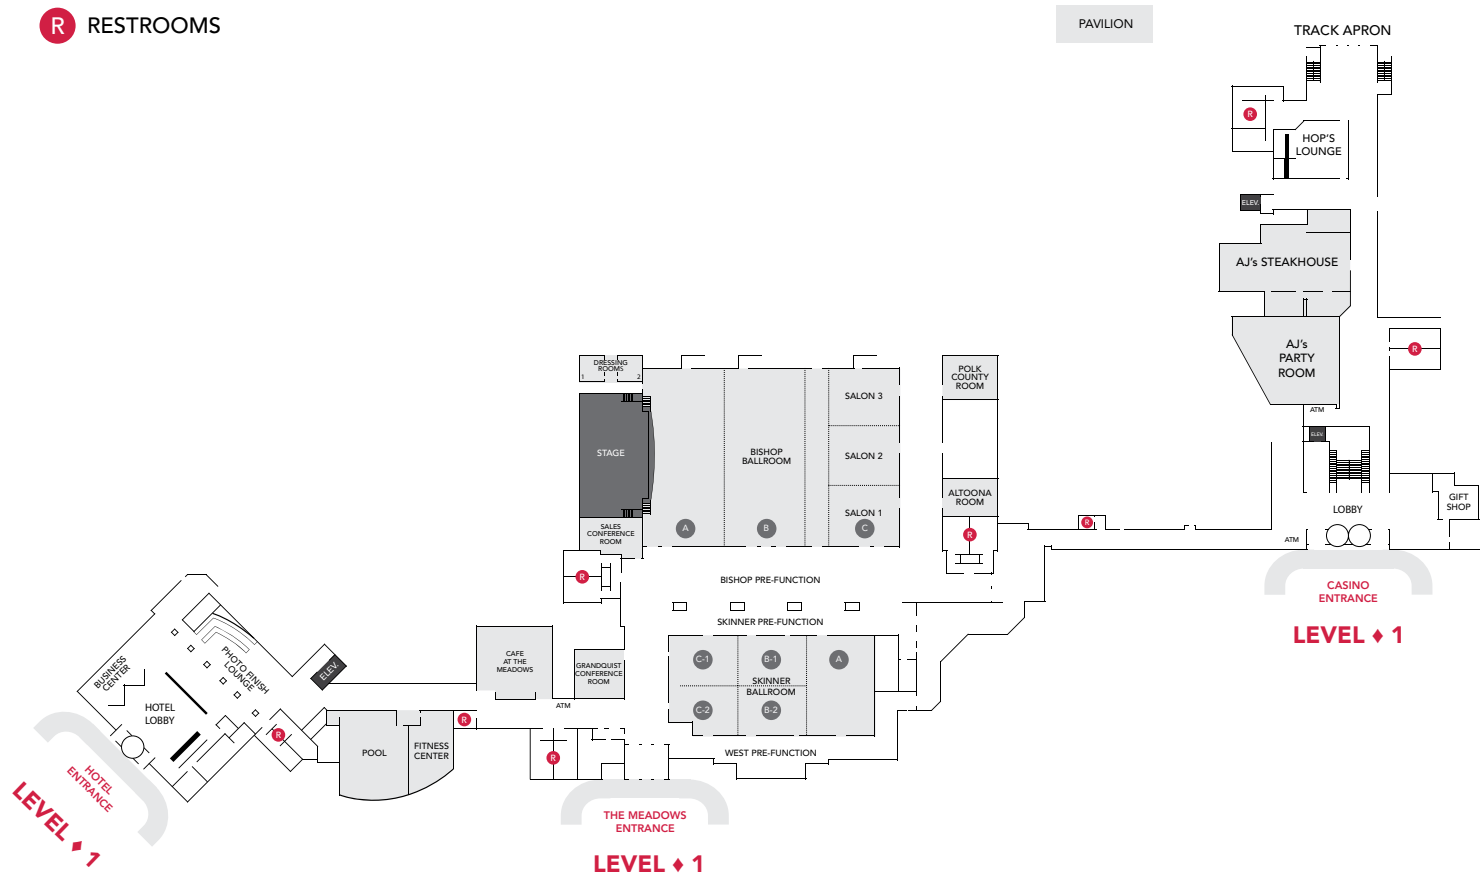 R RESTROOMS
PAVILION
TRACK APRON
R
HOP'S
LOUNGE
ELEV.
AJ's STEAKHOUSE
AJ's
PARTY
ROOM
R
ATM
ELEV.
LOBBY
GIFT
SHOP
ATM
CASINO
ENTRANCE
LEVEL ♦ 1
DRESSING
ROOMS
1 2
STAGE
SALES
CONFERENCE
ROOM
BISHOP
BALLROOM
SALON 3
SALON 2
SALON 1
A B C
POLK
COUNTY
ROOM
ALTOONA
ROOM
R
R
R
BISHOP PRE-FUNCTION
SKINNER PRE-FUNCTION
C-1 B-1 A
SKINNER
BALLROOM
C-2 B-2
WEST PRE-FUNCTION
CAFE
AT THE
MEADOWS
GRANDQUIST
CONFERENCE
ROOM
ATM
R
R
THE MEADOWS
ENTRANCE
LEVEL ♦ 1
POOL
FITNESS
CENTER
ELEV.
PHOTO FINISH
LOUNGE
BUSINESS
CENTER
HOTEL
LOBBY
R
HOTEL
ENTRANCE
LEVEL ♦ 1